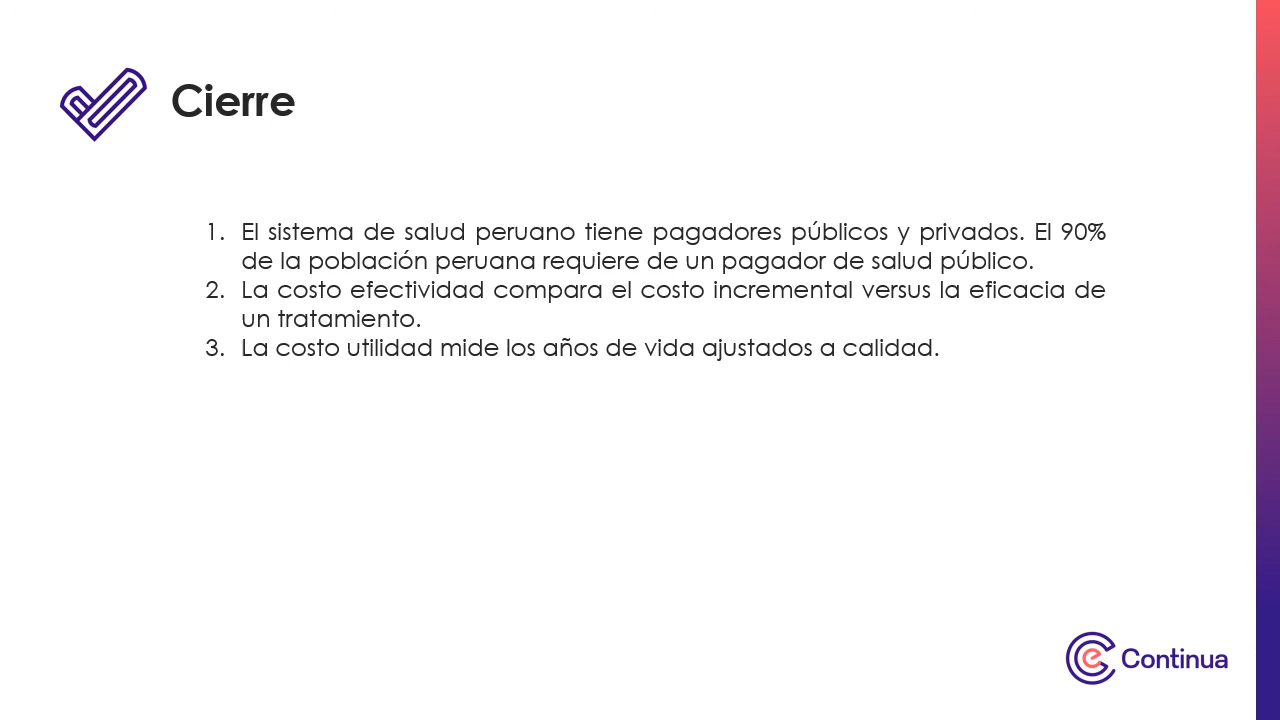 Cierre
1. El sistema de salud peruano tiene pagadores públicos y privados. El 90%
de la población peruana requiere de un pagador de salud público.
2. La costo efectividad compara el costo incremental versus la eficacia de
un tratamiento.
3. La costo utilidad mide los años de vida ajustados a calidad.
Continua